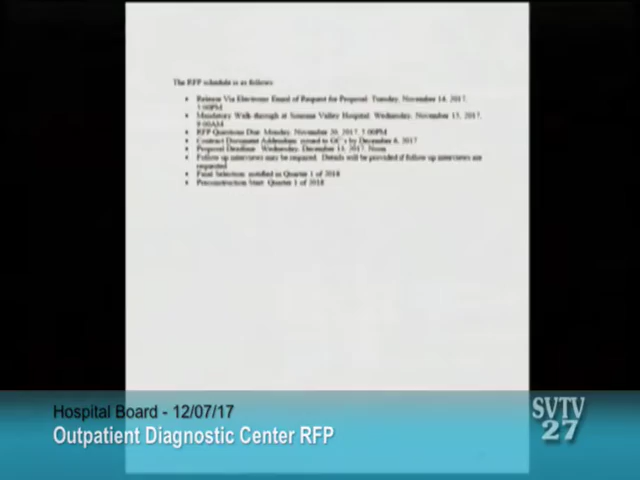 The RFP schedule is as follows:
• Release Via Electronic Board of Request for Proposal: Tuesday, November 14, 2017,
5:00PM
• Mandatory Walk-through at Sonoma Valley Hospital: Wednesday, November 15, 2017,
9:00AM
• RFP Questions Due: Monday, November 20, 2017, 5:00PM
• Contract Document Addendum: issued to GC's by December 6, 2017
• Proposal Deadline: Wednesday, December 13, 2017, Noon
• Follow up interviews may be required. Details will be provided if follow up interviews are
requested.
• Final Selection: notified in Quarter 1 of 2018
• Preconstruction Start: Quarter 1 of 2018
Hospital Board - 12/07/17
Outpatient Diagnostic Center RFP
SVTV
27